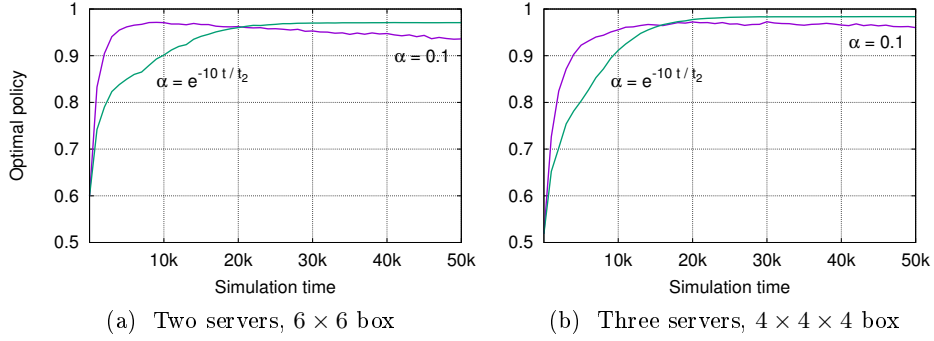 1
0.9
0.8
0.7
0.6
0.5
Optimal policy
α = 0.1
α = e^-10 t / t₂
10k 20k 30k 40k 50k
Simulation time
(a) Two servers, 6 × 6 box
1
0.9
0.8
0.7
0.6
0.5
α = 0.1
α = e^-10 t / t₂
10k 20k 30k 40k 50k
Simulation time
(b) Three servers, 4 × 4 × 4 box